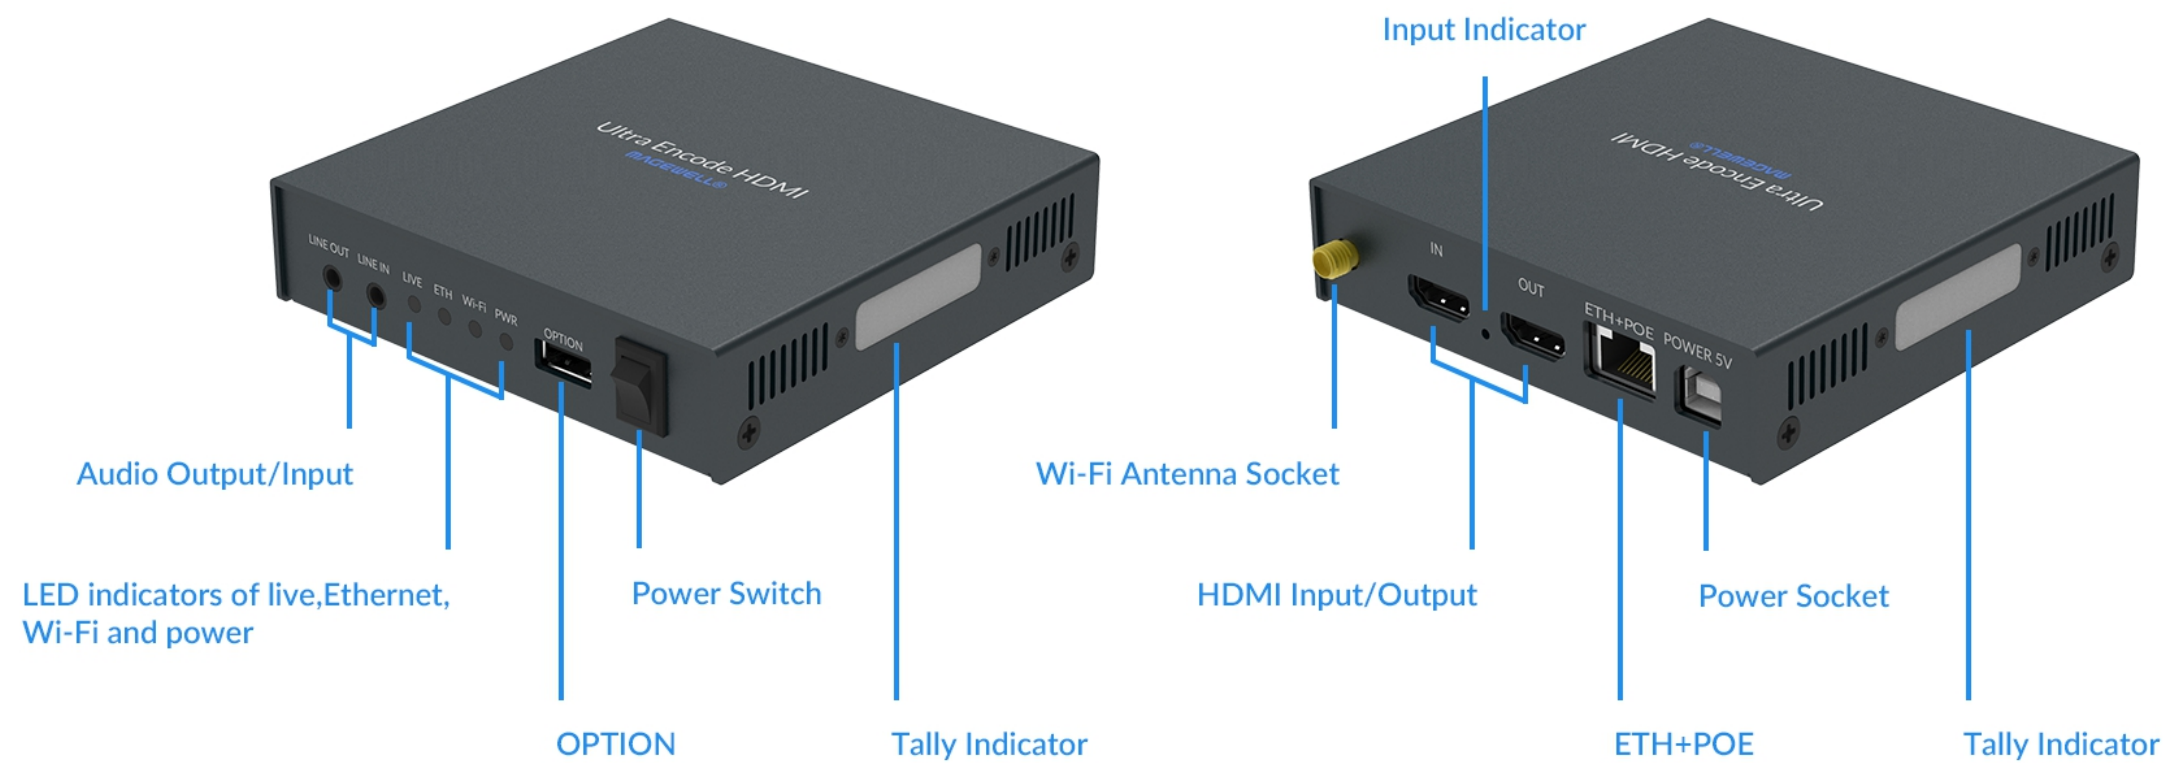 Ultra Encode HDMI
MAGEWELL®
LINE OUT
LINE IN
LIVE
ETH
Wi-Fi
PWR
OPTION
Audio Output/Input
LED indicators of live,Ethernet,
Wi-Fi and power
Power Switch
OPTION
Tally Indicator
Input Indicator
Ultra Encode HDMI
MAGEWELL®
IN
OUT
ETH+POE
POWER 5V
Wi-Fi Antenna Socket
HDMI Input/Output
Power Socket
ETH+POE
Tally Indicator